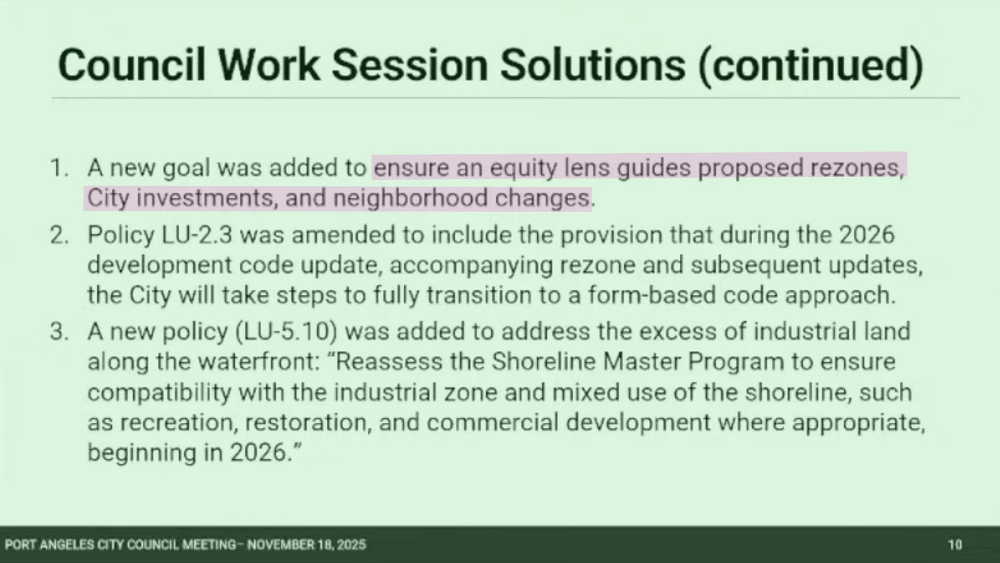 Council Work Session Solutions (continued)
1. A new goal was added to ensure an equity lens guides proposed rezones,
City investments, and neighborhood changes.
2. Policy LU-2.3 was amended to include the provision that during the 2026
development code update, accompanying rezone and subsequent updates,
the City will take steps to fully transition to a form-based code approach.
3. A new policy (LU-5.10) was added to address the excess of industrial land
along the waterfront: “Reassess the Shoreline Master Program to ensure
compatibility with the industrial zone and mixed use of the shoreline, such
as recreation, restoration, and commercial development where appropriate,
beginning in 2026.”
PORT ANGELES CITY COUNCIL MEETING– NOVEMBER 18, 2025
10